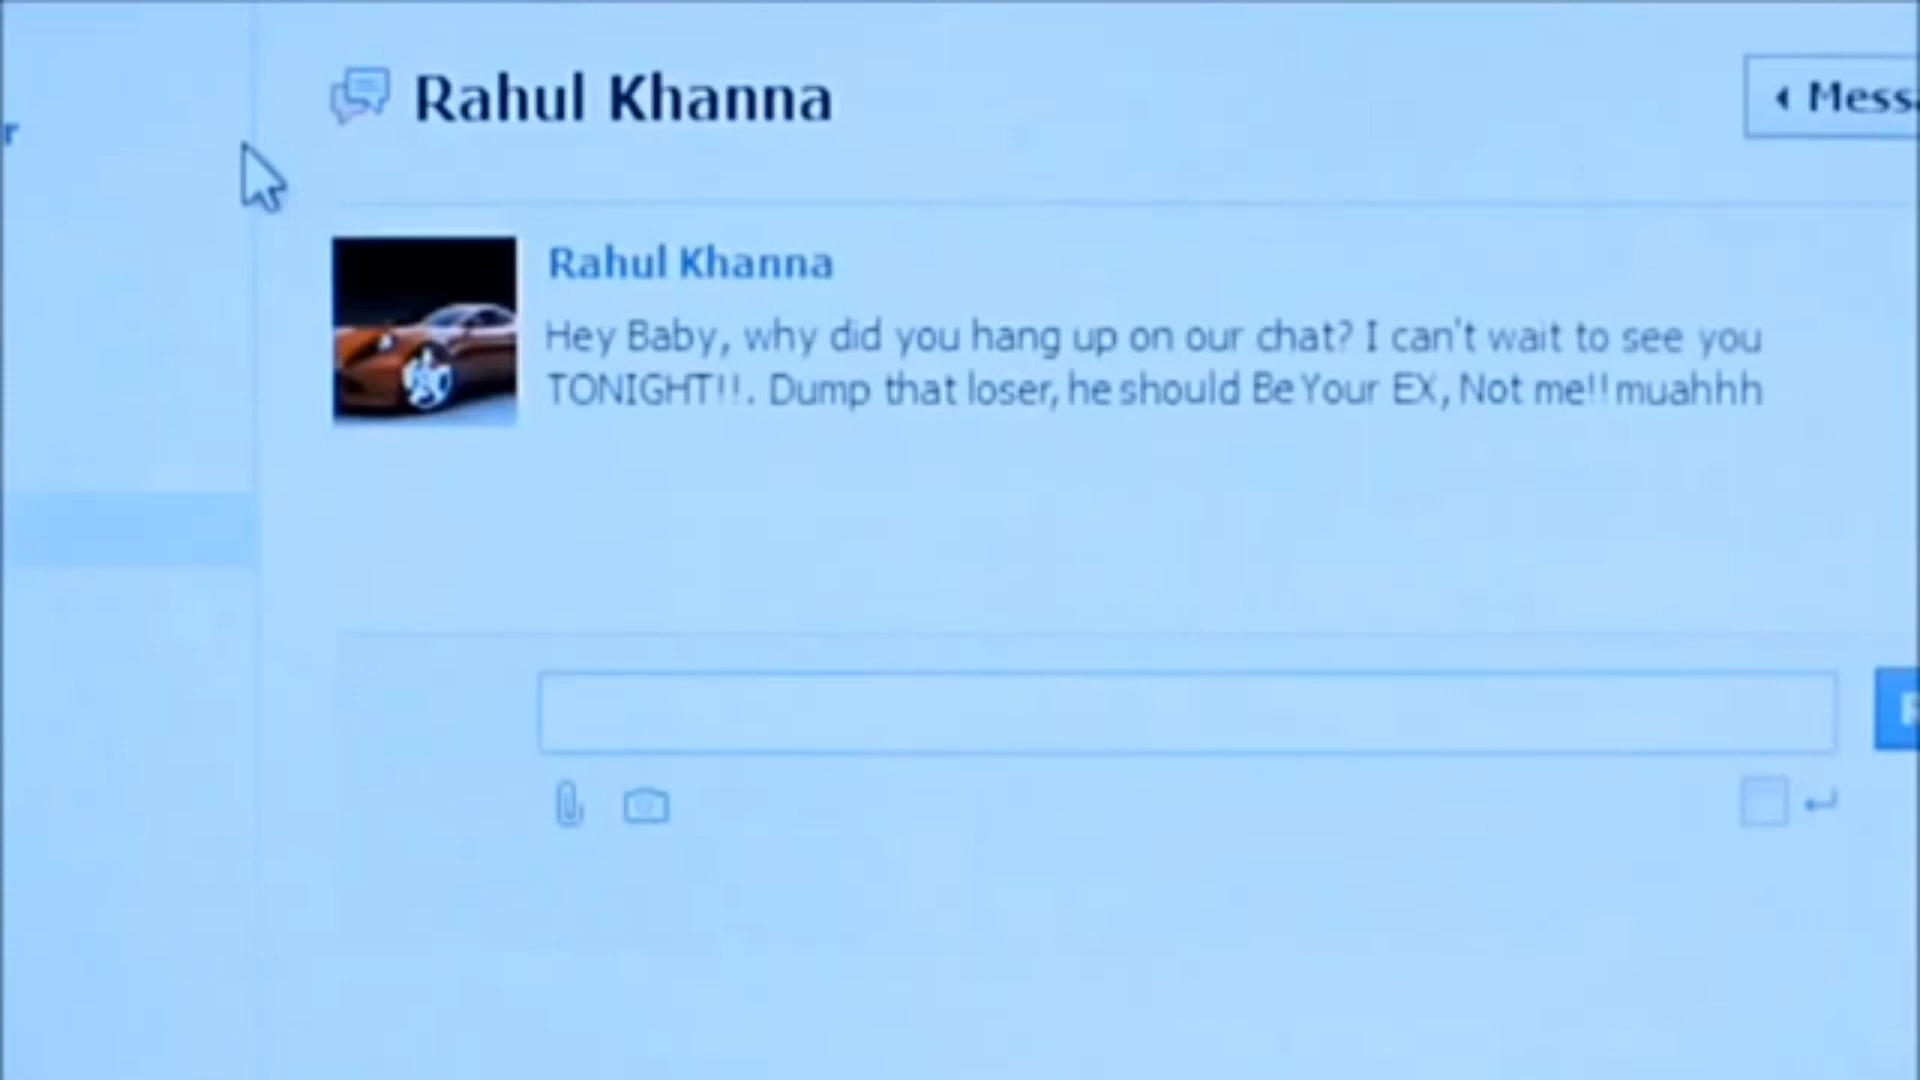 Rahul Khanna
Rahul Khanna
Hey Baby, why did you hang up on our chat? I can't wait to see you
TONIGHT!!. Dump that loser, he should Be Your EX, Not me!! muahhh